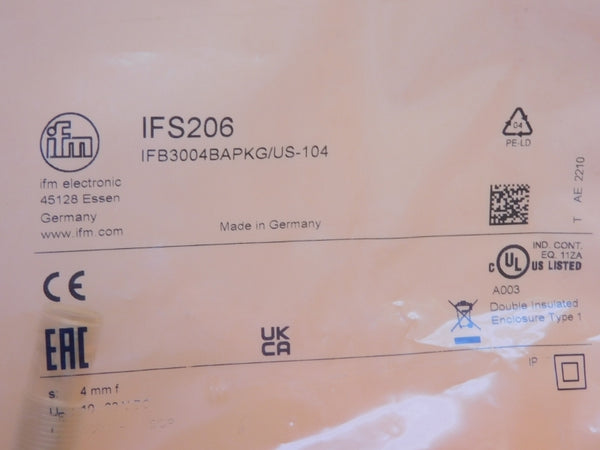 ifm
IFS206
IFB3004BAPKG/US-104
ifm electronic
45128 Essen
Germany
www.ifm.com
Made in Germany
04
PE-LD
T AE 2210
CE
C UL US LISTED
IND. CONT.
EQ. 11ZA
A003
Double Insulated
Enclosure Type 1
EAC
UK
CA
IP
4 mm f